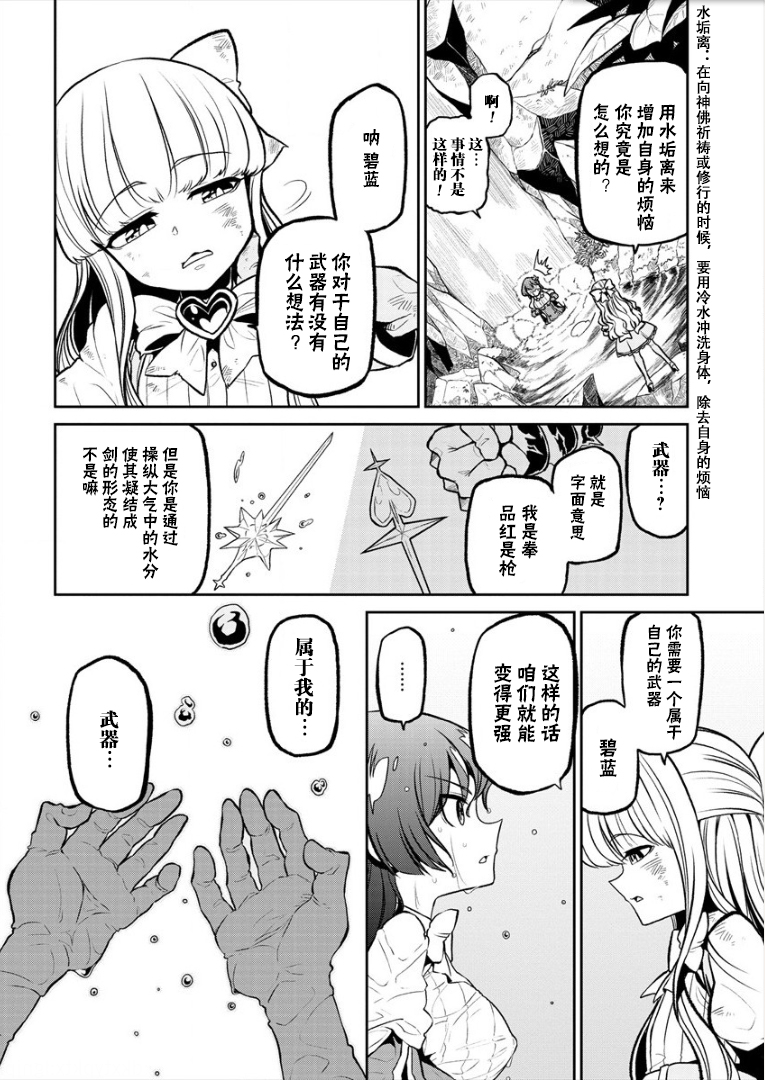 水垢离：在向神佛祈祷或修行的时候，要用冷水冲洗身体，除去自身的烦恼
用水垢离来
增加自身的烦恼
你究竟是
怎么想的？
啊！
这…
事情不是
这样的！
呐 碧蓝
你对于自己的
武器有没有
什么想法？
武器…？
就是
字面意思
我是拳
品红是枪
但是你是通过
操纵大气中的水分
使其凝结成
剑的形态的
不是嘛
你需要一个属于
自己的武器
碧蓝
这样的话
咱们就能
变得更强
……
属于我的…
武器…